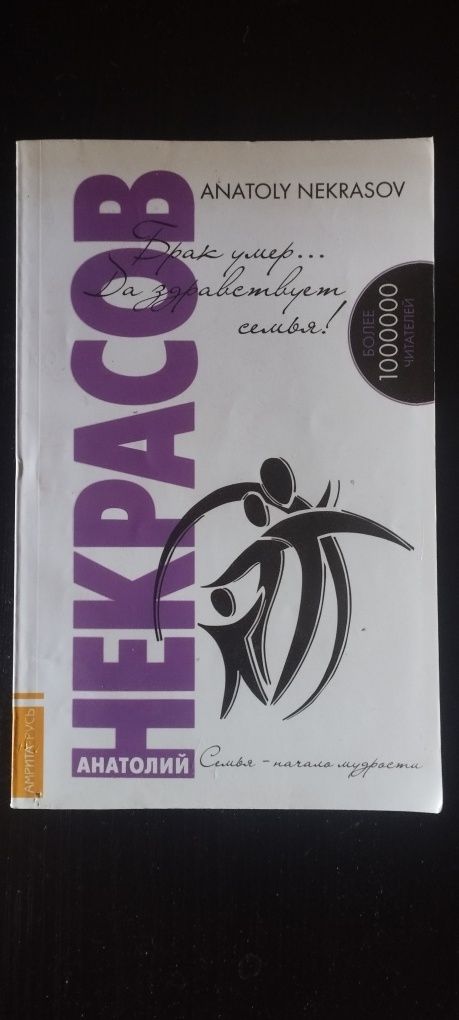 ANATOLY NEKRASOV
Брак умер...
Да здравствует
семья!
БОЛЕЕ
1000000
ЧИТАТЕЛЕЙ
НЕКРАСОВ
АНАТОЛИЙ
Семья - начало мудрости
АМРИТА-РУСЬ